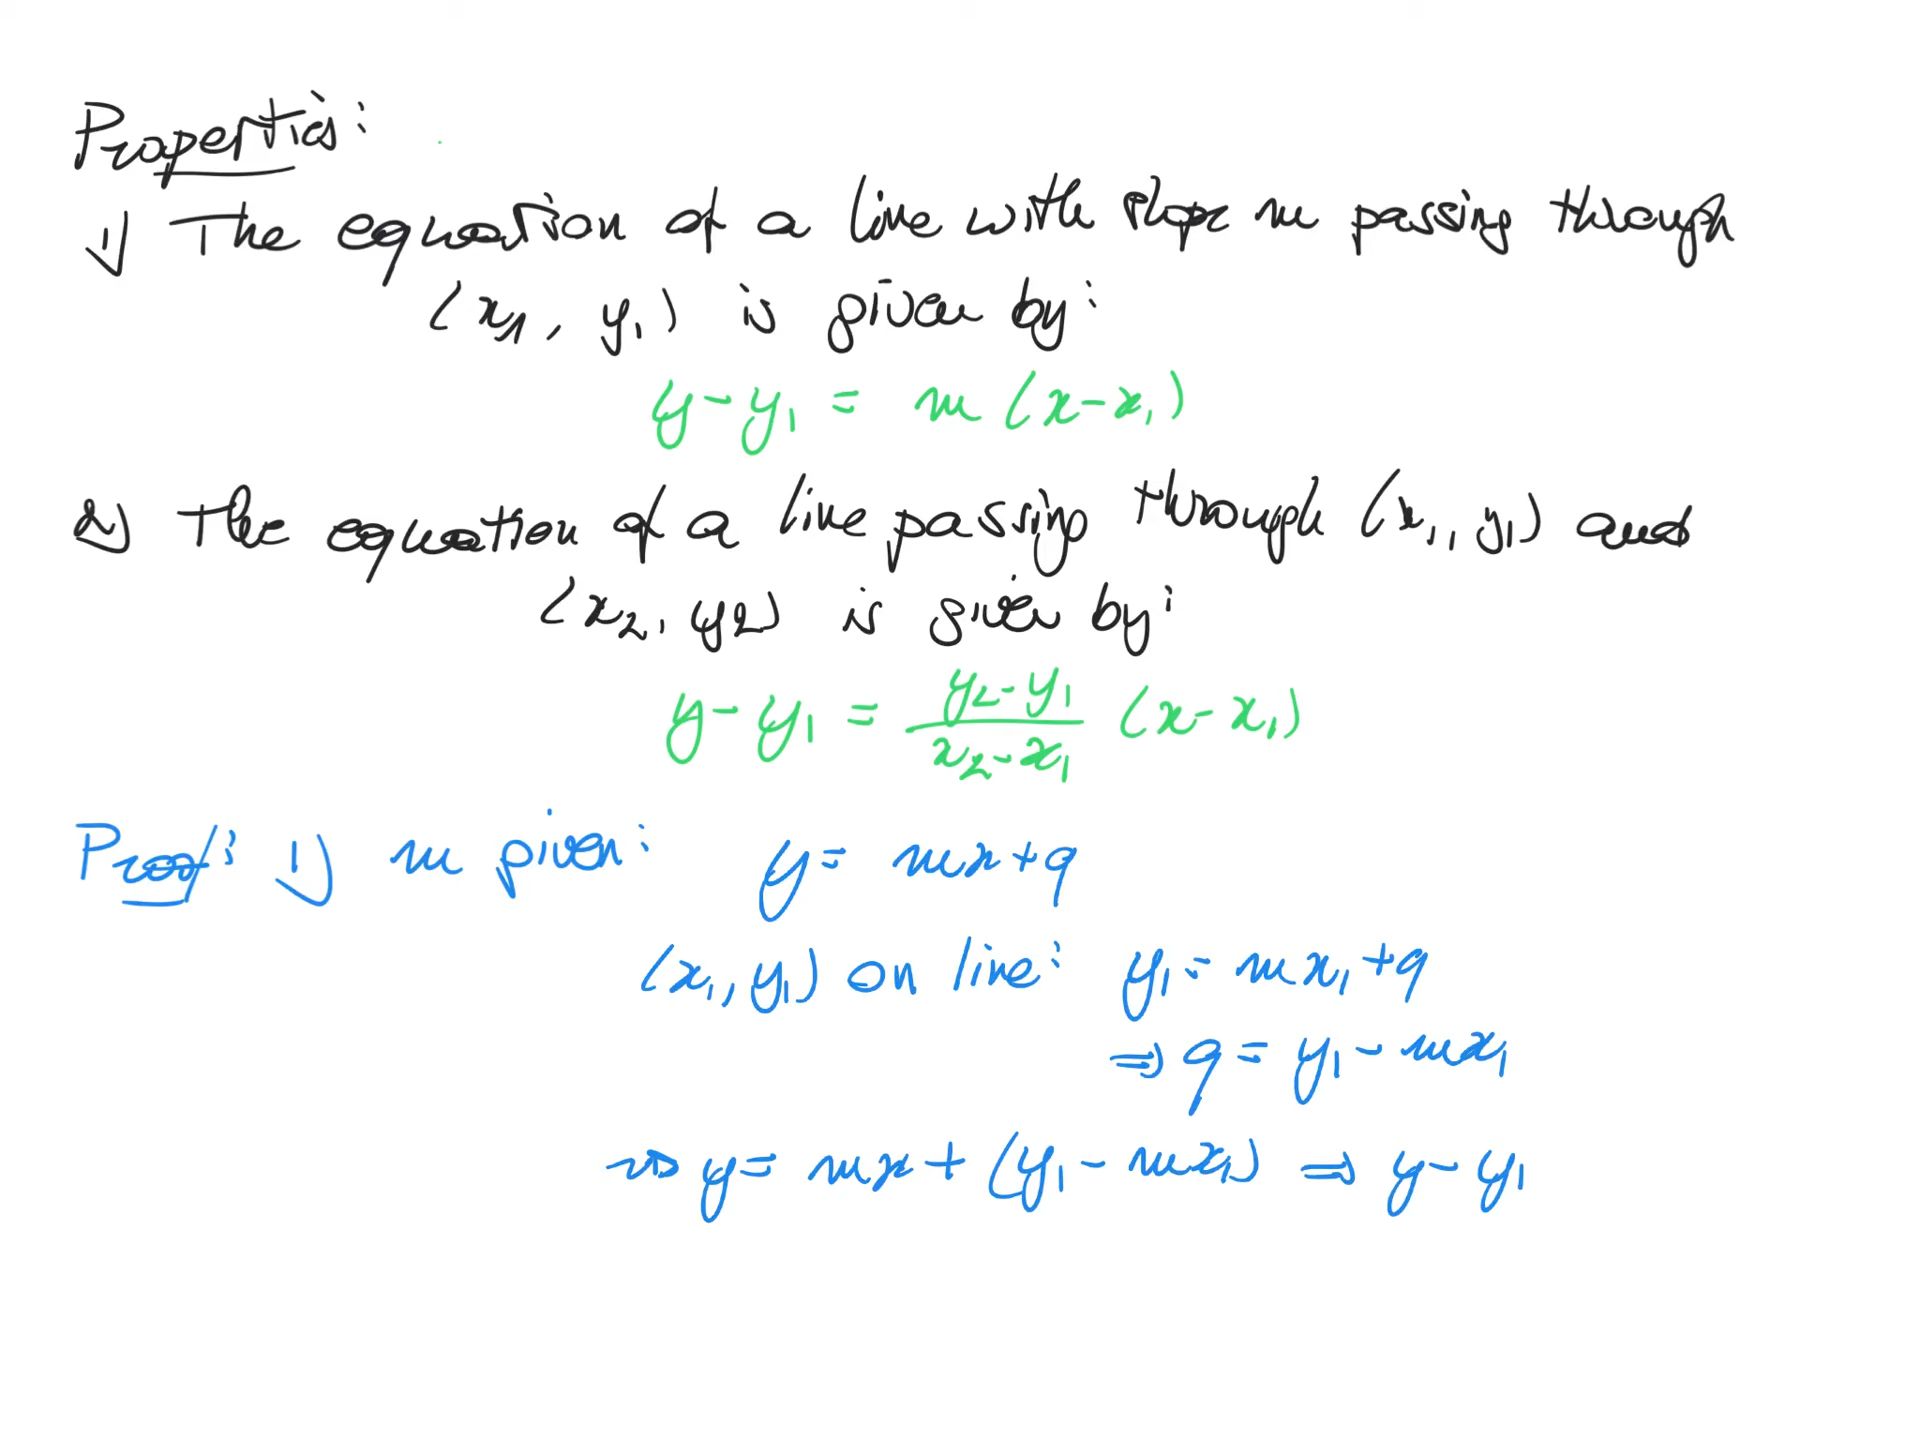 Properties:
1) The equation of a line with slope m passing through
(x₁, y₁) is given by:
y - y₁ = m (x - x₁)
2) The equation of a line passing through (x₁, y₁) and
(x₂, y₂) is given by:
y - y₁ = \frac{y₂ - y₁}{x₂ - x₁} (x - x₁)
Proof: 1) m given: y = mx + q
(x₁, y₁) on line: y₁ = mx₁ + q
⇒ q = y₁ - mx₁
⇝ y = mx + (y₁ - mx₁) ⇒ y - y₁